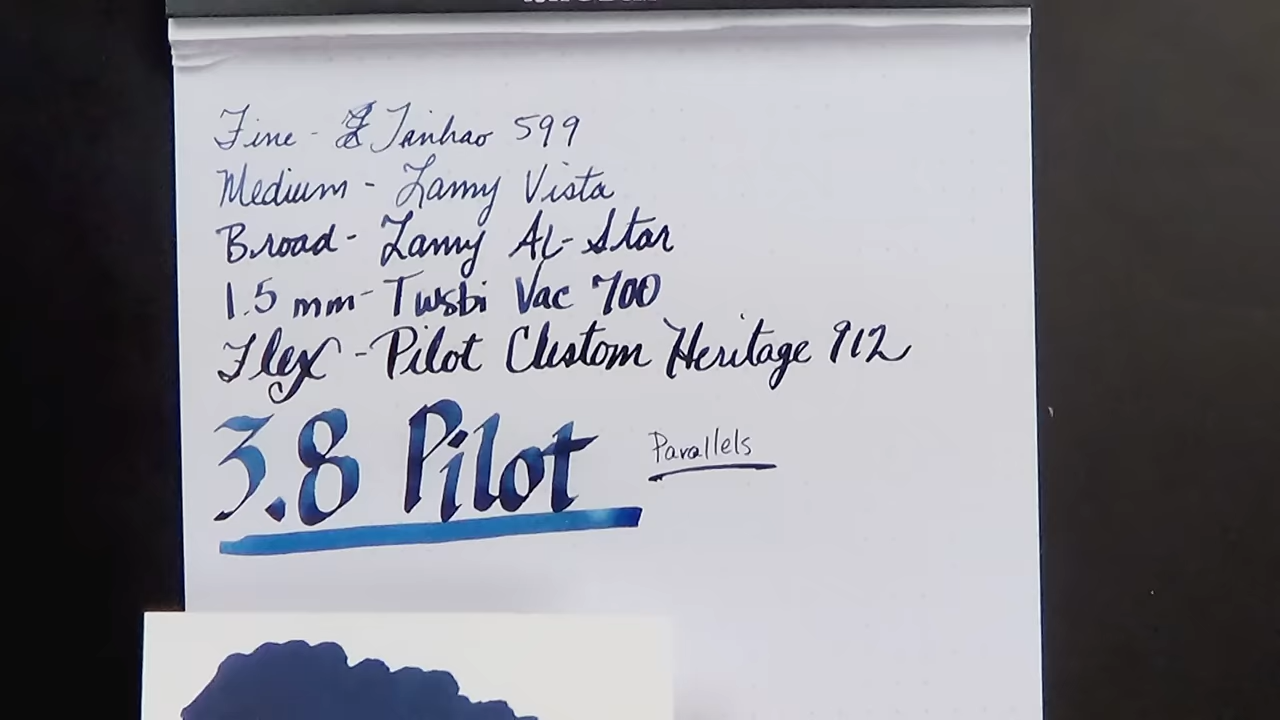 Fine - Jinhao 599
Medium - Lamy Vista
Broad - Lamy Al-Star
1.5 mm - Twsbi Vac 700
Flex - Pilot Custom Heritage 912
3.8 Pilot Parallels